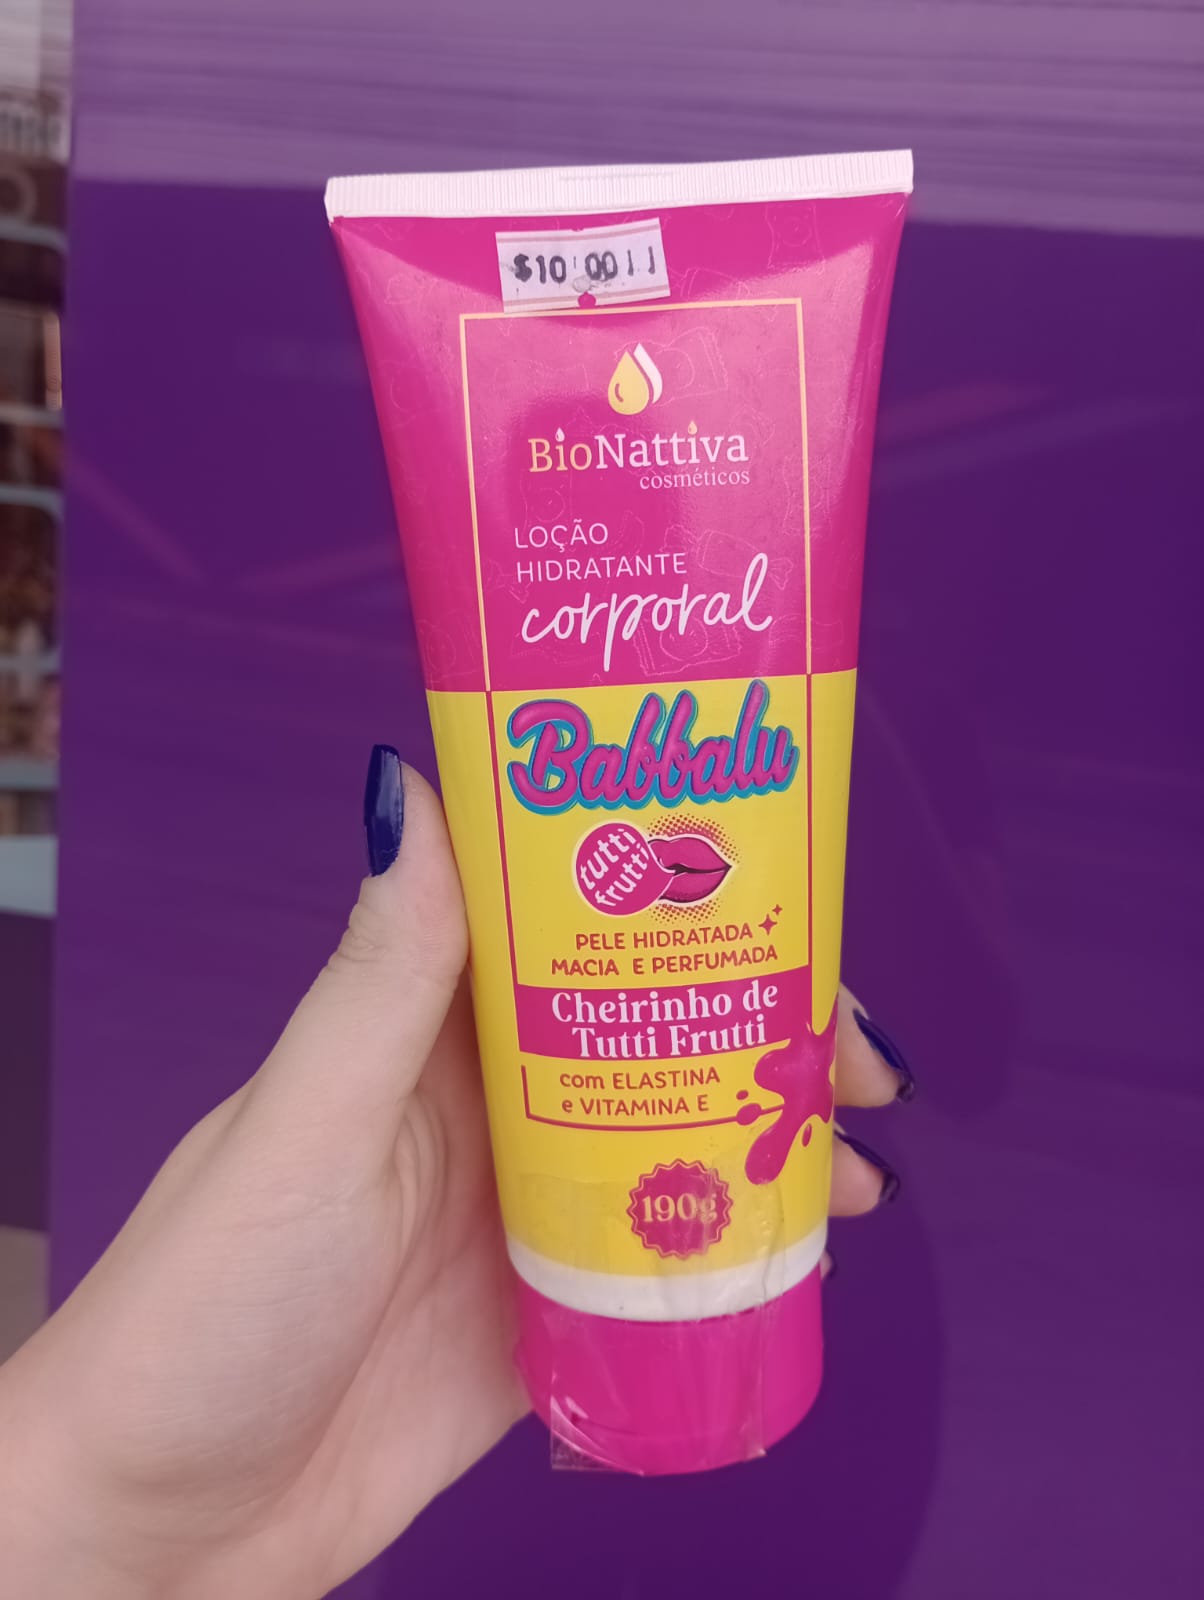 $10'00
BioNattiva
cosméticos
LOÇÃO
HIDRATANTE
corporal
Babbalu
tutti
frutti
PELE HIDRATADA
MACIA E PERFUMADA
Cheirinho de
Tutti Frutti
com ELASTINA
e VITAMINA E
190g